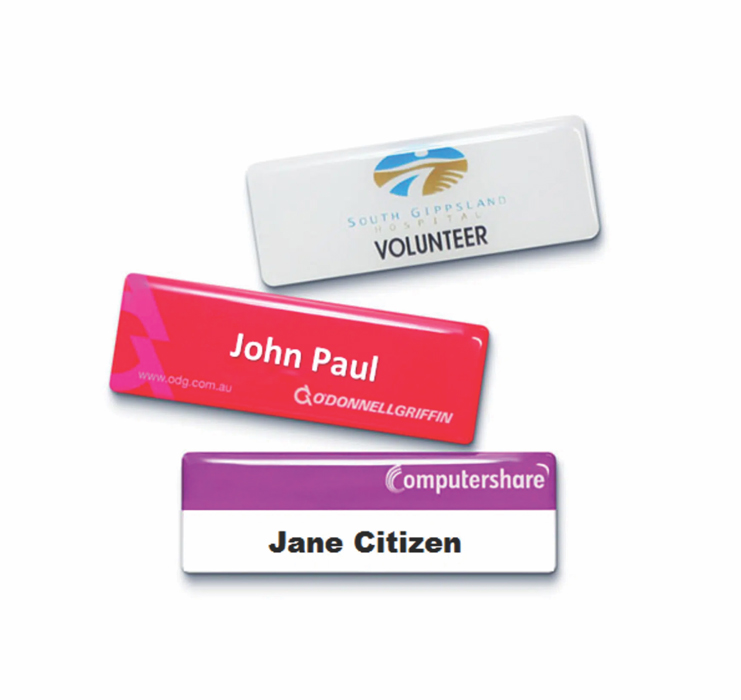 SOUTH GIPPSLAND
HOSPITAL
VOLUNTEER
John Paul
www.odg.com.au
O'DONNELLGRIFFIN
Computershare
Jane Citizen